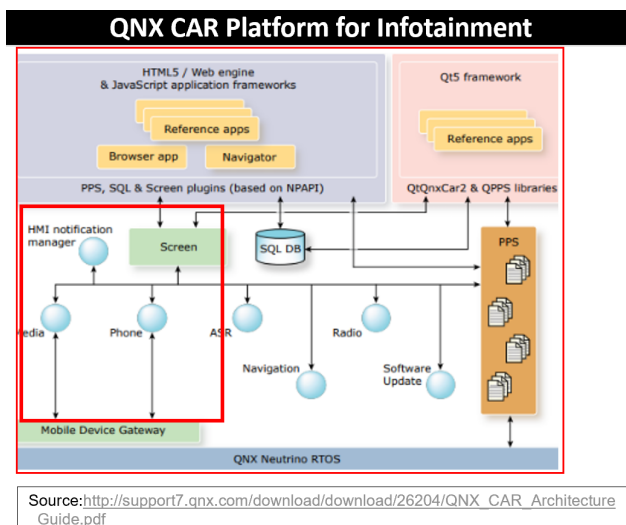 QNX CAR Platform for Infotainment
HTML5 / Web engine
& JavaScript application frameworks
Reference apps
Browser app
Navigator
PPS, SQL & Screen plugins (based on NPAPI)
Qt5 framework
Reference apps
QtQnxCar2 & QPPS libraries
HMI notification
manager
Screen
SQL DB
PPS
edia
Phone
ASR
Radio
Navigation
Software
Update
Mobile Device Gateway
QNX Neutrino RTOS
Source:http://support7.qnx.com/download/download/26204/QNX_CAR_Architecture
Guide.pdf